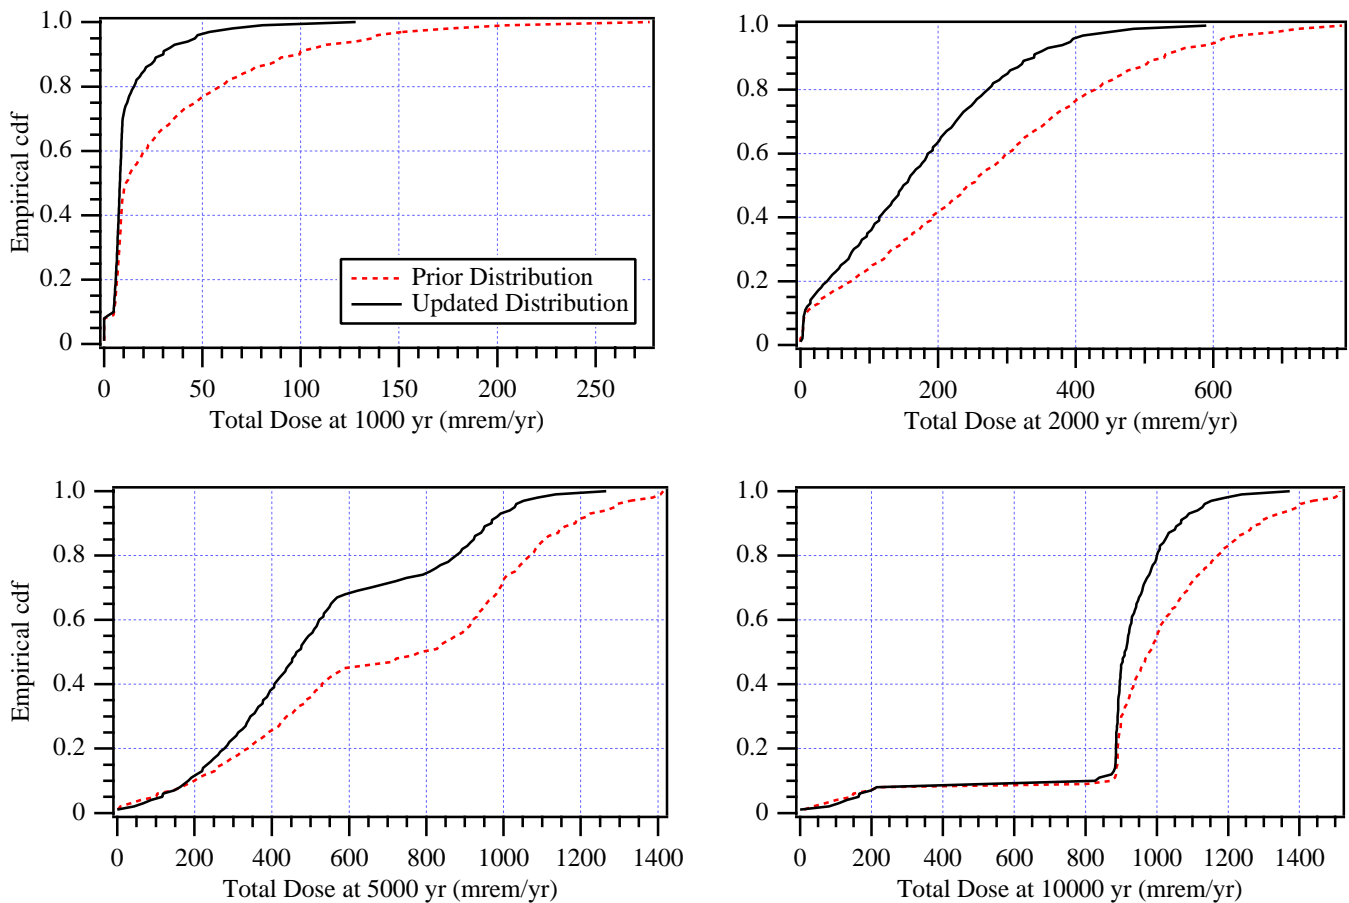 1.0
0.8
0.6
0.4
0.2
0
Empirical cdf
Prior Distribution
Updated Distribution
0 50 100 150 200 250
Total Dose at 1000 yr (mrem/yr)
1.0
0.8
0.6
0.4
0.2
0
0 200 400 600
Total Dose at 2000 yr (mrem/yr)
1.0
0.8
0.6
0.4
0.2
0
Empirical cdf
0 200 400 600 800 1000 1200 1400
Total Dose at 5000 yr (mrem/yr)
1.0
0.8
0.6
0.4
0.2
0
0 200 400 600 800 1000 1200 1400
Total Dose at 10000 yr (mrem/yr)